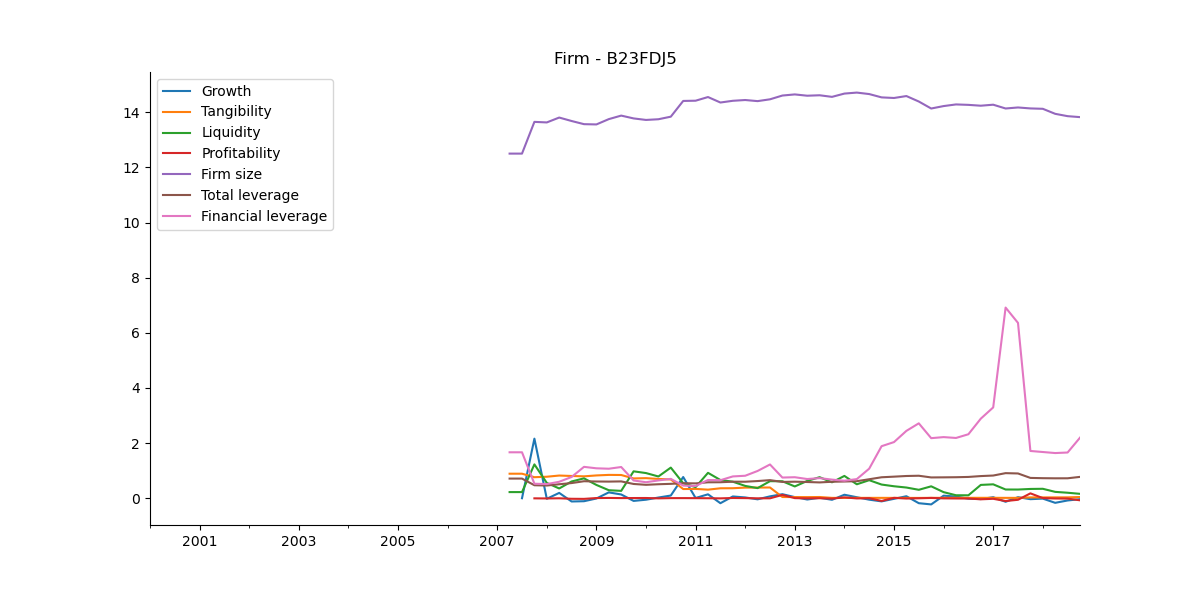 Firm - B23FDJ5
Growth
Tangibility
Liquidity
Profitability
Firm size
Total leverage
Financial leverage
14
12
10
8
6
4
2
0
2001 2003 2005 2007 2009 2011 2013 2015 2017